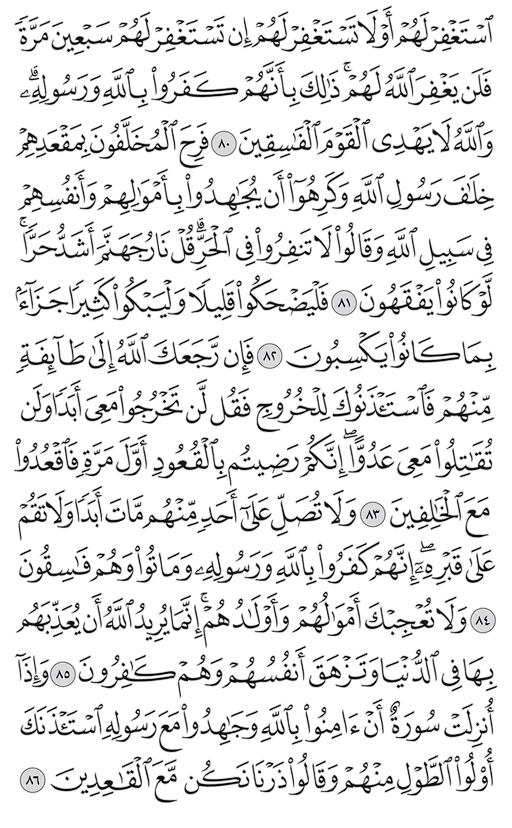 ٱسْتَغْفِرْ لَهُمْ أَوْ لَا تَسْتَغْفِرْ لَهُمْ إِن تَسْتَغْفِرْ لَهُمْ سَبْعِينَ مَرَّةً
فَلَن يَغْفِرَ ٱللَّهُ لَهُمْ ۚ ذَٰلِكَ بِأَنَّهُمْ كَفَرُوا۟ بِٱللَّهِ وَرَسُولِهِۦ ۗ
وَٱللَّهُ لَا يَهْدِى ٱلْقَوْمَ ٱلْفَـٰسِقِينَ ٨٠ فَرِحَ ٱلْمُخَلَّفُونَ بِمَقْعَدِهِمْ
خِلَـٰفَ رَسُولِ ٱللَّهِ وَكَرِهُوٓا۟ أَن يُجَـٰهِدُوا۟ بِأَمْوَٰلِهِمْ وَأَنفُسِهِمْ
فِى سَبِيلِ ٱللَّهِ وَقَالُوا۟ لَا تَنفِرُوا۟ فِى ٱلْحَرِّ ۗ قُلْ نَارُ جَهَنَّمَ أَشَدُّ حَرًّا ۚ
لَّوْ كَانُوا۟ يَفْقَهُونَ ٨١ فَلْيَضْحَكُوا۟ قَلِيلًا وَلْيَبْكُوا۟ كَثِيرًا جَزَآءًۢ
بِمَا كَانُوا۟ يَكْسِبُونَ ٨٢ فَإِن رَّجَعَكَ ٱللَّهُ إِلَىٰ طَآئِفَةٍ
مِّنْهُمْ فَٱسْتَـْٔذَنُوكَ لِلْخُرُوجِ فَقُل لَّن تَخْرُجُوا۟ مَعِىَ أَبَدًا وَلَن
تُقَـٰتِلُوا۟ مَعِىَ عَدُوًّا ۖ إِنَّكُمْ رَضِيتُم بِٱلْقُعُودِ أَوَّلَ مَرَّةٍ فَٱقْعُدُوا۟
مَعَ ٱلْخَـٰلِفِينَ ٨٣ وَلَا تُصَلِّ عَلَىٰٓ أَحَدٍ مِّنْهُم مَّاتَ أَبَدًا وَلَا تَقُمْ
عَلَىٰ قَبْرِهِۦٓ ۖ إِنَّهُمْ كَفَرُوا۟ بِٱللَّهِ وَرَسُولِهِۦ وَمَاتُوا۟ وَهُمْ فَـٰسِقُونَ
٨٤ وَلَا تُعْجِبْكَ أَمْوَٰلُهُمْ وَأَوْلَـٰدُهُمْ ۚ إِنَّمَا يُرِيدُ ٱللَّهُ أَن يُعَذِّبَهُم
بِهَا فِى ٱلدُّنْيَا وَتَزْهَقَ أَنفُسُهُمْ وَهُمْ كَـٰفِرُونَ ٨٥ وَإِذَآ
أُنزِلَتْ سُورَةٌ أَنْ ءَامِنُوا۟ بِٱللَّهِ وَجَـٰهِدُوا۟ مَعَ رَسُولِهِ ٱسْتَـْٔذَنَكَ
أُو۟لُوا۟ ٱلطَّوْلِ مِنْهُمْ وَقَالُوا۟ ذَرْنَا نَكُن مَّعَ ٱلْقَـٰعِدِينَ ٨٦